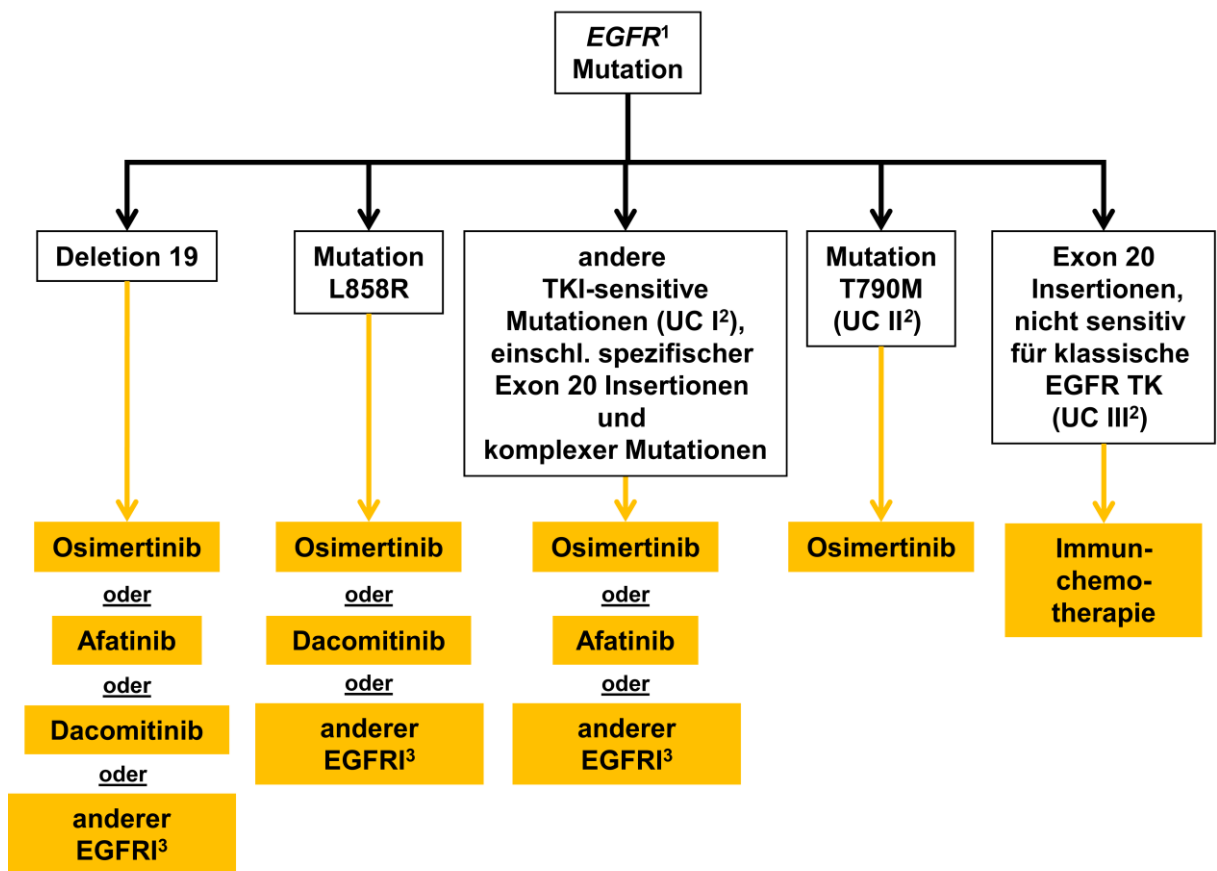 EGFR¹
Mutation
Deletion 19
Mutation
L858R
andere
TKI-sensitive
Mutationen (UC I²),
einschl. spezifischer
Exon 20 Insertionen
und
komplexer Mutationen
Mutation
T790M
(UC II²)
Exon 20
Insertionen,
nicht sensitiv
für klassische
EGFR TK
(UC III²)
Osimertinib
oder
Afatinib
oder
Dacomitinib
oder
anderer
EGFRI³
Osimertinib
oder
Dacomitinib
oder
anderer
EGFRI³
Osimertinib
oder
Afatinib
oder
anderer
EGFRI³
Osimertinib
Immun-
chemo-
therapie